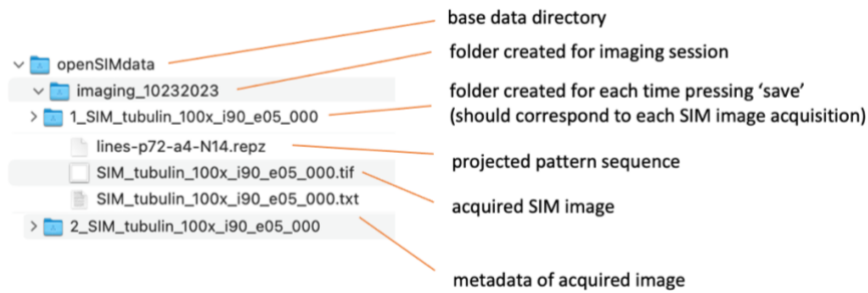 base data directory
openSIMdata
folder created for imaging session
imaging_10232023
folder created for each time pressing ‘save’
1_SIM_tubulin_100x_i90_e05_000
(should correspond to each SIM image acquisition)
lines-p72-a4-N14.repz
projected pattern sequence
SIM_tubulin_100x_i90_e05_000.tif
SIM_tubulin_100x_i90_e05_000.txt
acquired SIM image
2_SIM_tubulin_100x_i90_e05_000
metadata of acquired image